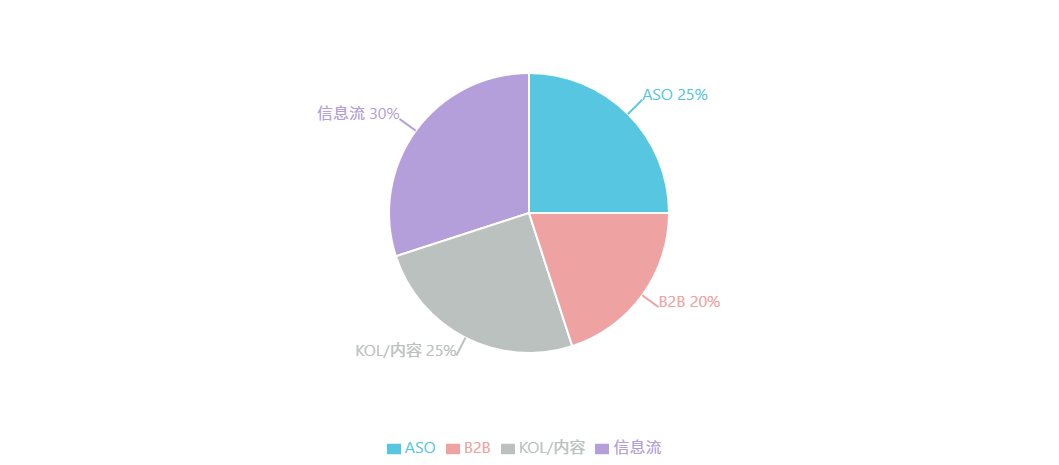 ASO 25%
信息流 30%
B2B 20%
KOL/内容 25%
ASO B2B KOL/内容 信息流